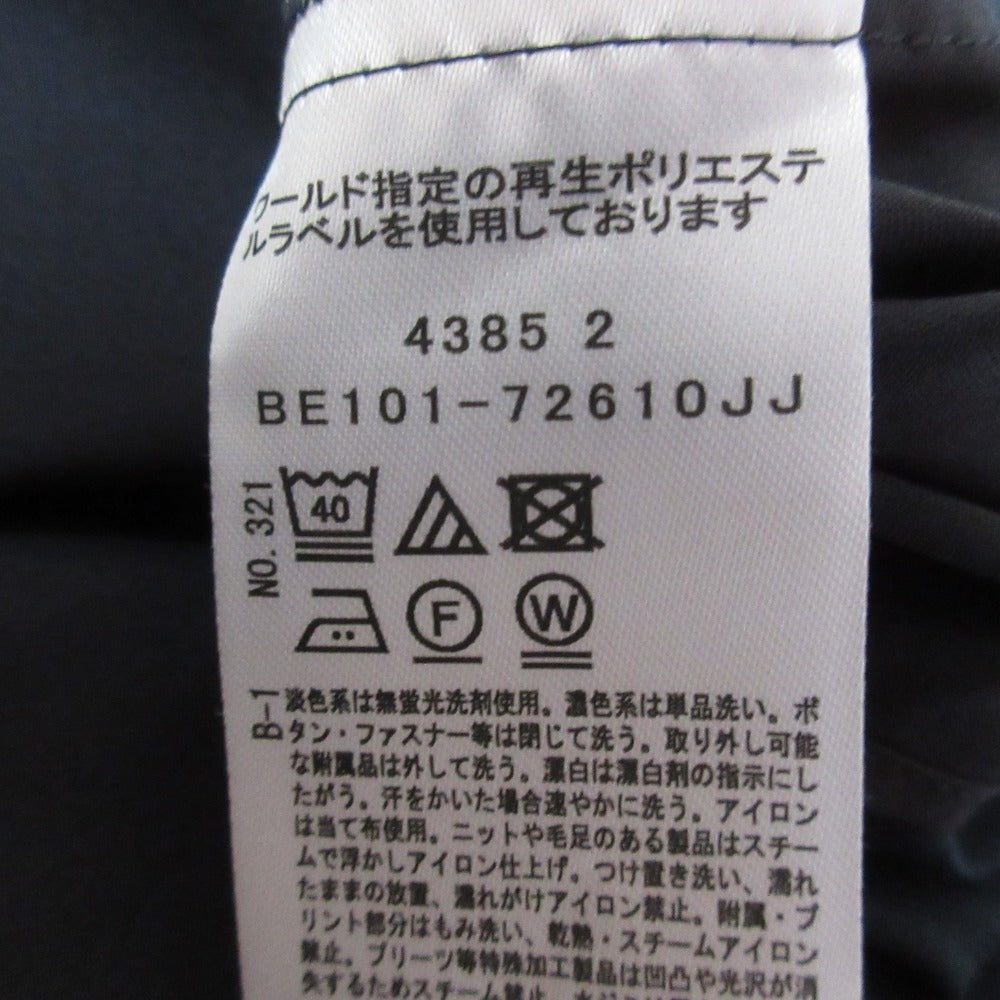 ワールド指定の再生ポリエステ
ルラベルを使用しております
4385 2
BE101-72610JJ
NO.321
40
F
W
B-1
淡色系は無蛍光洗剤使用。濃色系は単品洗い。ボ
タン・ファスナー等は閉じて洗う。取り外し可能
な附属品は外して洗う。漂白は漂白剤の指示にし
たがう。汗をかいた場合速やかに洗う。アイロン
は当て布使用。ニットや毛足のある製品はスチー
ムで浮かしアイロン仕上げ。つけ置き洗い、濡れ
たままの放置、濡れがけアイロン禁止。附属・プ
リント部分はもみ洗い、乾熱・スチームアイロン
禁止。プリーツ等特殊加工製品は凹凸や光沢が消
失するためスチーム禁止。